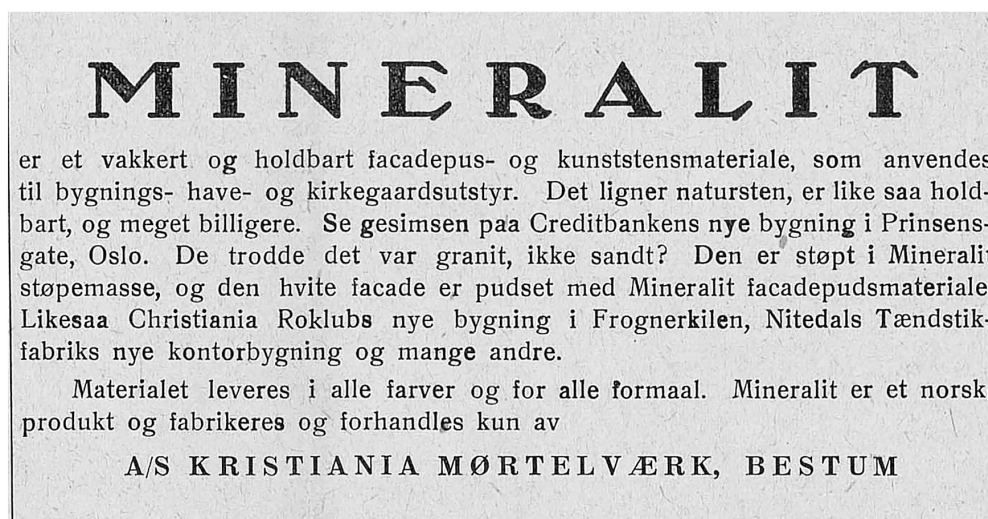 MINERALIT
er et vakkert og holdbart facadepus- og kunststensmateriale, som anvendes
til bygnings- have- og kirkegaardsutstyr. Det ligner natursten, er like saa hold-
bart, og meget billigere. Se gesimsen paa Creditbankens nye bygning i Prinsens-
gate, Oslo. De trodde det var granit, ikke sandt? Den er støpt i Mineralit
støpemasse, og den hvite facade er pudset med Mineralit facadepudsmateriale
Likesaa Christiania Roklubs nye bygning i Frognerkilen, Nitedals Tændstik-
fabriks nye kontorbygning og mange andre.
Materialet leveres i alle farver og for alle formaal. Mineralit er et norsk
produkt og fabrikeres og forhandles kun av
A/S KRISTIANIA MØRTELVÆRK, BESTUM